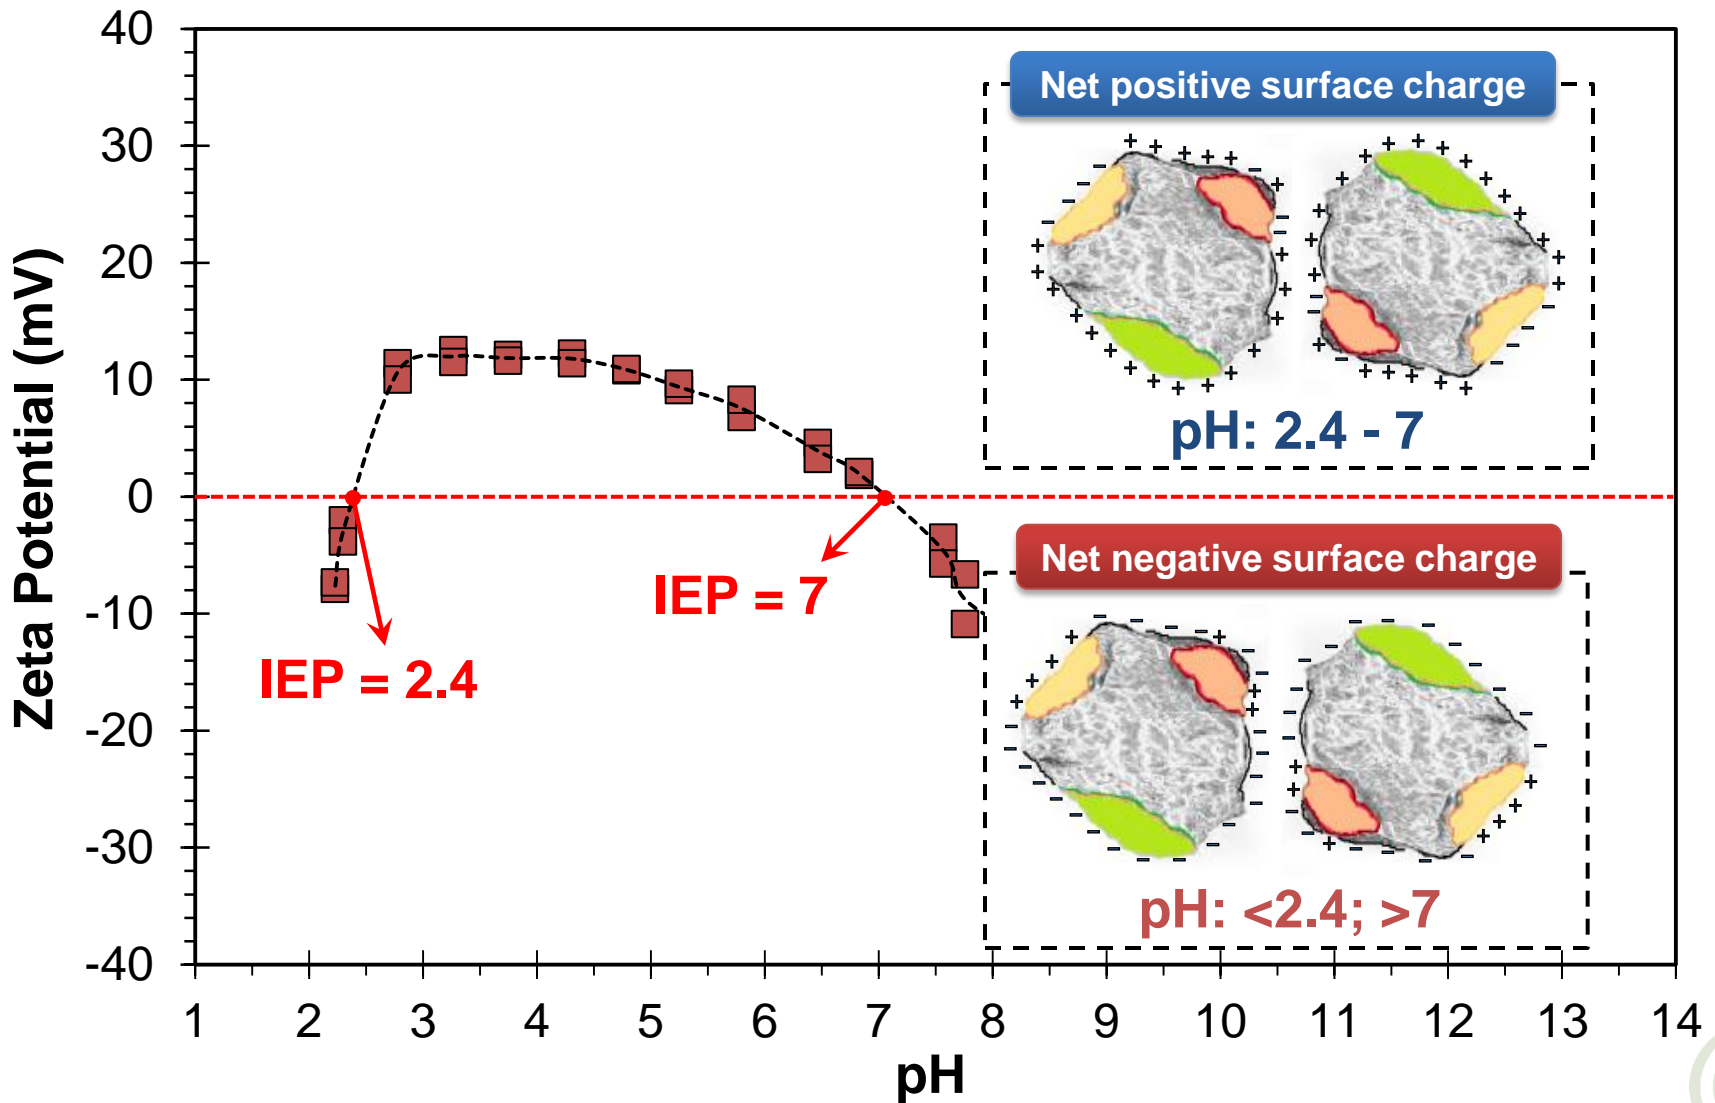 Zeta Potential (mV)
40
30
20
10
0
-10
-20
-30
-40
Net positive surface charge
pH: 2.4 - 7
IEP = 2.4
IEP = 7
Net negative surface charge
pH: <2.4; >7
1 2 3 4 5 6 7 8 9 10 11 12 13 14
pH